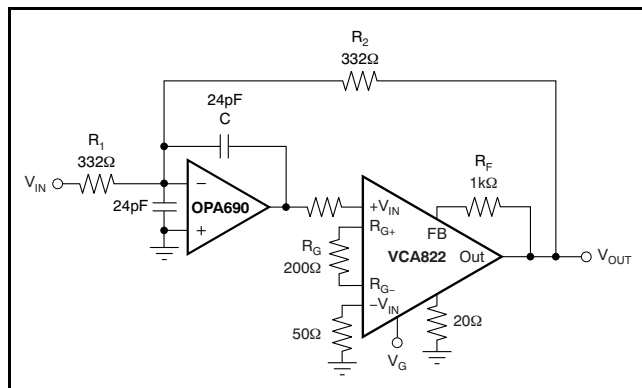 R2
332Ω
24pF
C
R1
332Ω
VIN
24pF
−
OPA690
+
RF
1kΩ
+VIN
RG+
FB
RG
200Ω
VCA822
Out
VOUT
RG−
−VIN
50Ω
20Ω
VG